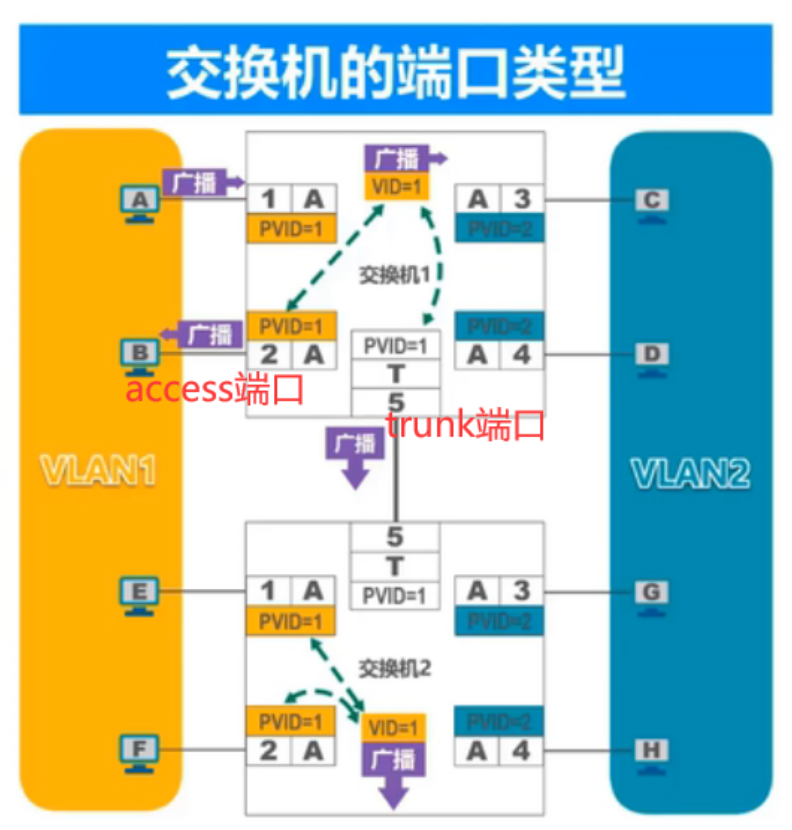 交换机的端口类型
广播
VID=1
A
广播
1 A
PVID=1
A 3
PVID=2
C
交换机1
B
广播
PVID=1
2 A
PVID=1
T
5
PVID=2
A 4
D
access端口
trunk端口
广播
VLAN1
VLAN2
5
T
PVID=1
E
1 A
PVID=1
A 3
PVID=2
G
交换机2
F
PVID=1
2 A
VID=1
广播
PVID=2
A 4
H